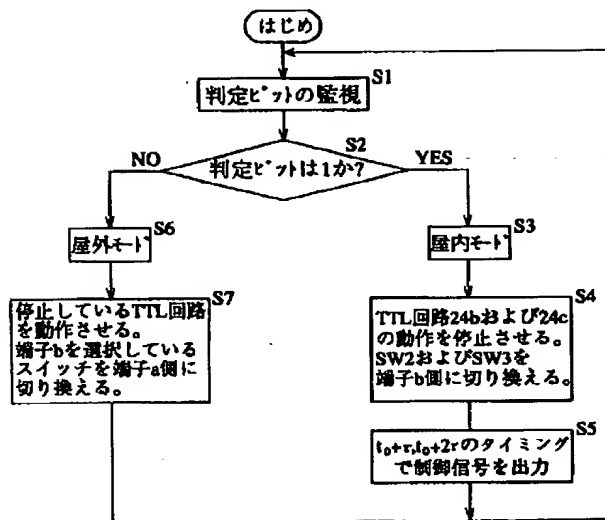 はじめ
S1
判定ビットの監視
S2
NO
判定ビットは1か?
YES
S6
屋外モード
S3
屋内モード
S7
停止しているTTL回路
を動作させる。
端子bを選択している
スイッチを端子a側に
切り換える。
S4
TTL回路24bおよび24c
の動作を停止させる。
SW2およびSW3を
端子b側に切り換える。
S5
t₀+τ,t₀+2τのタイミング
で制御信号を出力